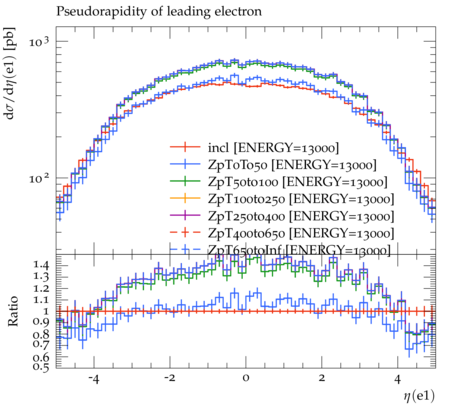 Pseudorapidity of leading electron
dσ/dη(e1) [pb]
10³
10²
incl [ENERGY=13000]
ZpT0To50 [ENERGY=13000]
ZpT50to100 [ENERGY=13000]
ZpT100to250 [ENERGY=13000]
ZpT250to400 [ENERGY=13000]
ZpT400to650 [ENERGY=13000]
ZpT650toInf [ENERGY=13000]
Ratio
1.4
1.3
1.2
1.1
1
0.9
0.8
0.7
0.6
0.5
-4 -2 0 2 4
η(e1)